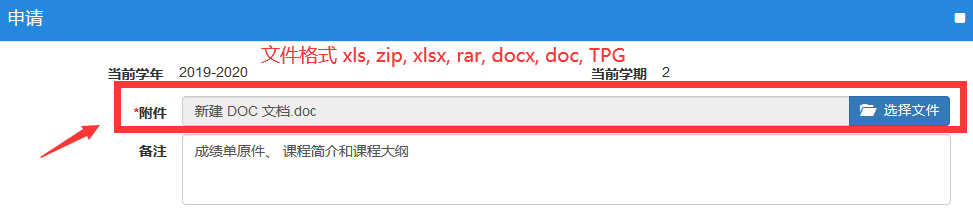 申请
文件格式 xls, zip, xlsx, rar, docx, doc, TPG
当前学年 2019-2020 当前学期 2
*附件 新建 DOC 文档.doc 选择文件
备注 成绩单原件、 课程简介和课程大纲